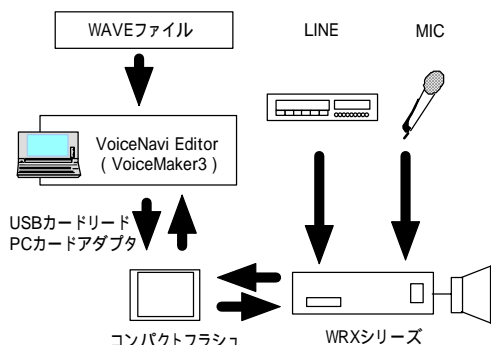 WAVEファイル
LINE
MIC
VoiceNavi Editor
( VoiceMaker3 )
USBカードリード
PCカードアダプタ
コンパクトフラッシュ
WRXシリーズ